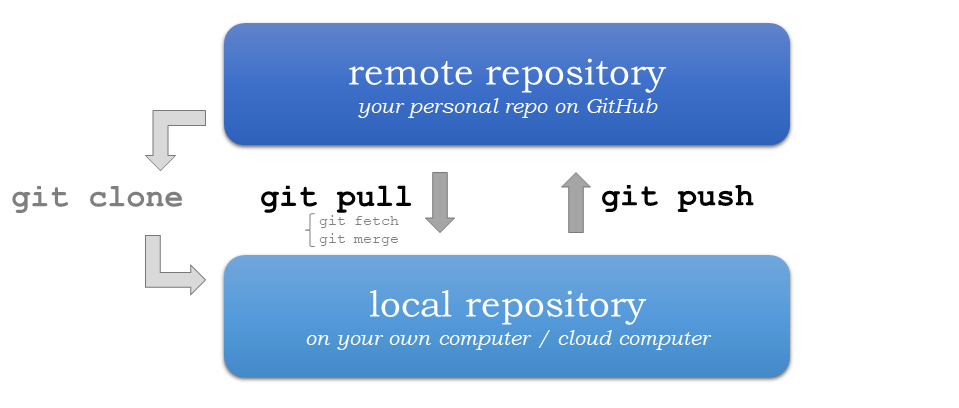 remote repository
your personal repo on GitHub
git clone
git pull
git fetch
git merge
git push
local repository
on your own computer / cloud computer